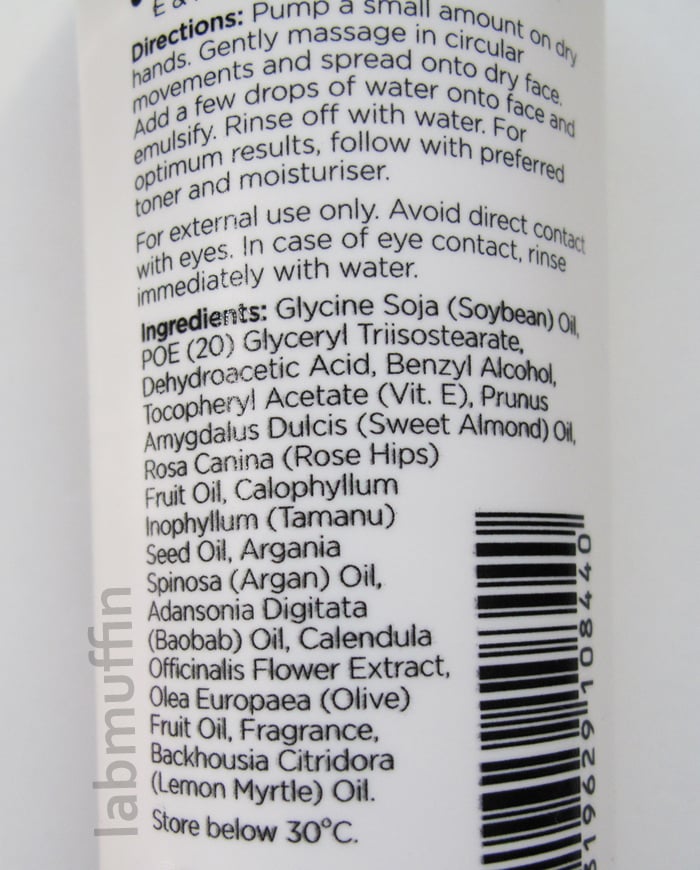 E &
Directions: Pump a small amount on dry
hands. Gently massage in circular
movements and spread onto dry face.
Add a few drops of water onto face and
emulsify. Rinse off with water. For
optimum results, follow with preferred
toner and moisturiser.
For external use only. Avoid direct contact
with eyes. In case of eye contact, rinse
immediately with water.
Ingredients: Glycine Soja (Soybean) Oil,
POE (20) Glyceryl Triisostearate,
Dehydroacetic Acid, Benzyl Alcohol,
Tocopheryl Acetate (Vit. E), Prunus
Amygdalus Dulcis (Sweet Almond) Oil,
Rosa Canina (Rose Hips)
Fruit Oil, Calophyllum
Inophyllum (Tamanu)
Seed Oil, Argania
Spinosa (Argan) Oil,
Adansonia Digitata
(Baobab) Oil, Calendula
Officinalis Flower Extract,
Olea Europaea (Olive)
Fruit Oil, Fragrance,
Backhousia Citridora
(Lemon Myrtle) Oil.
Store below 30°C.
19629108440
labmuffin